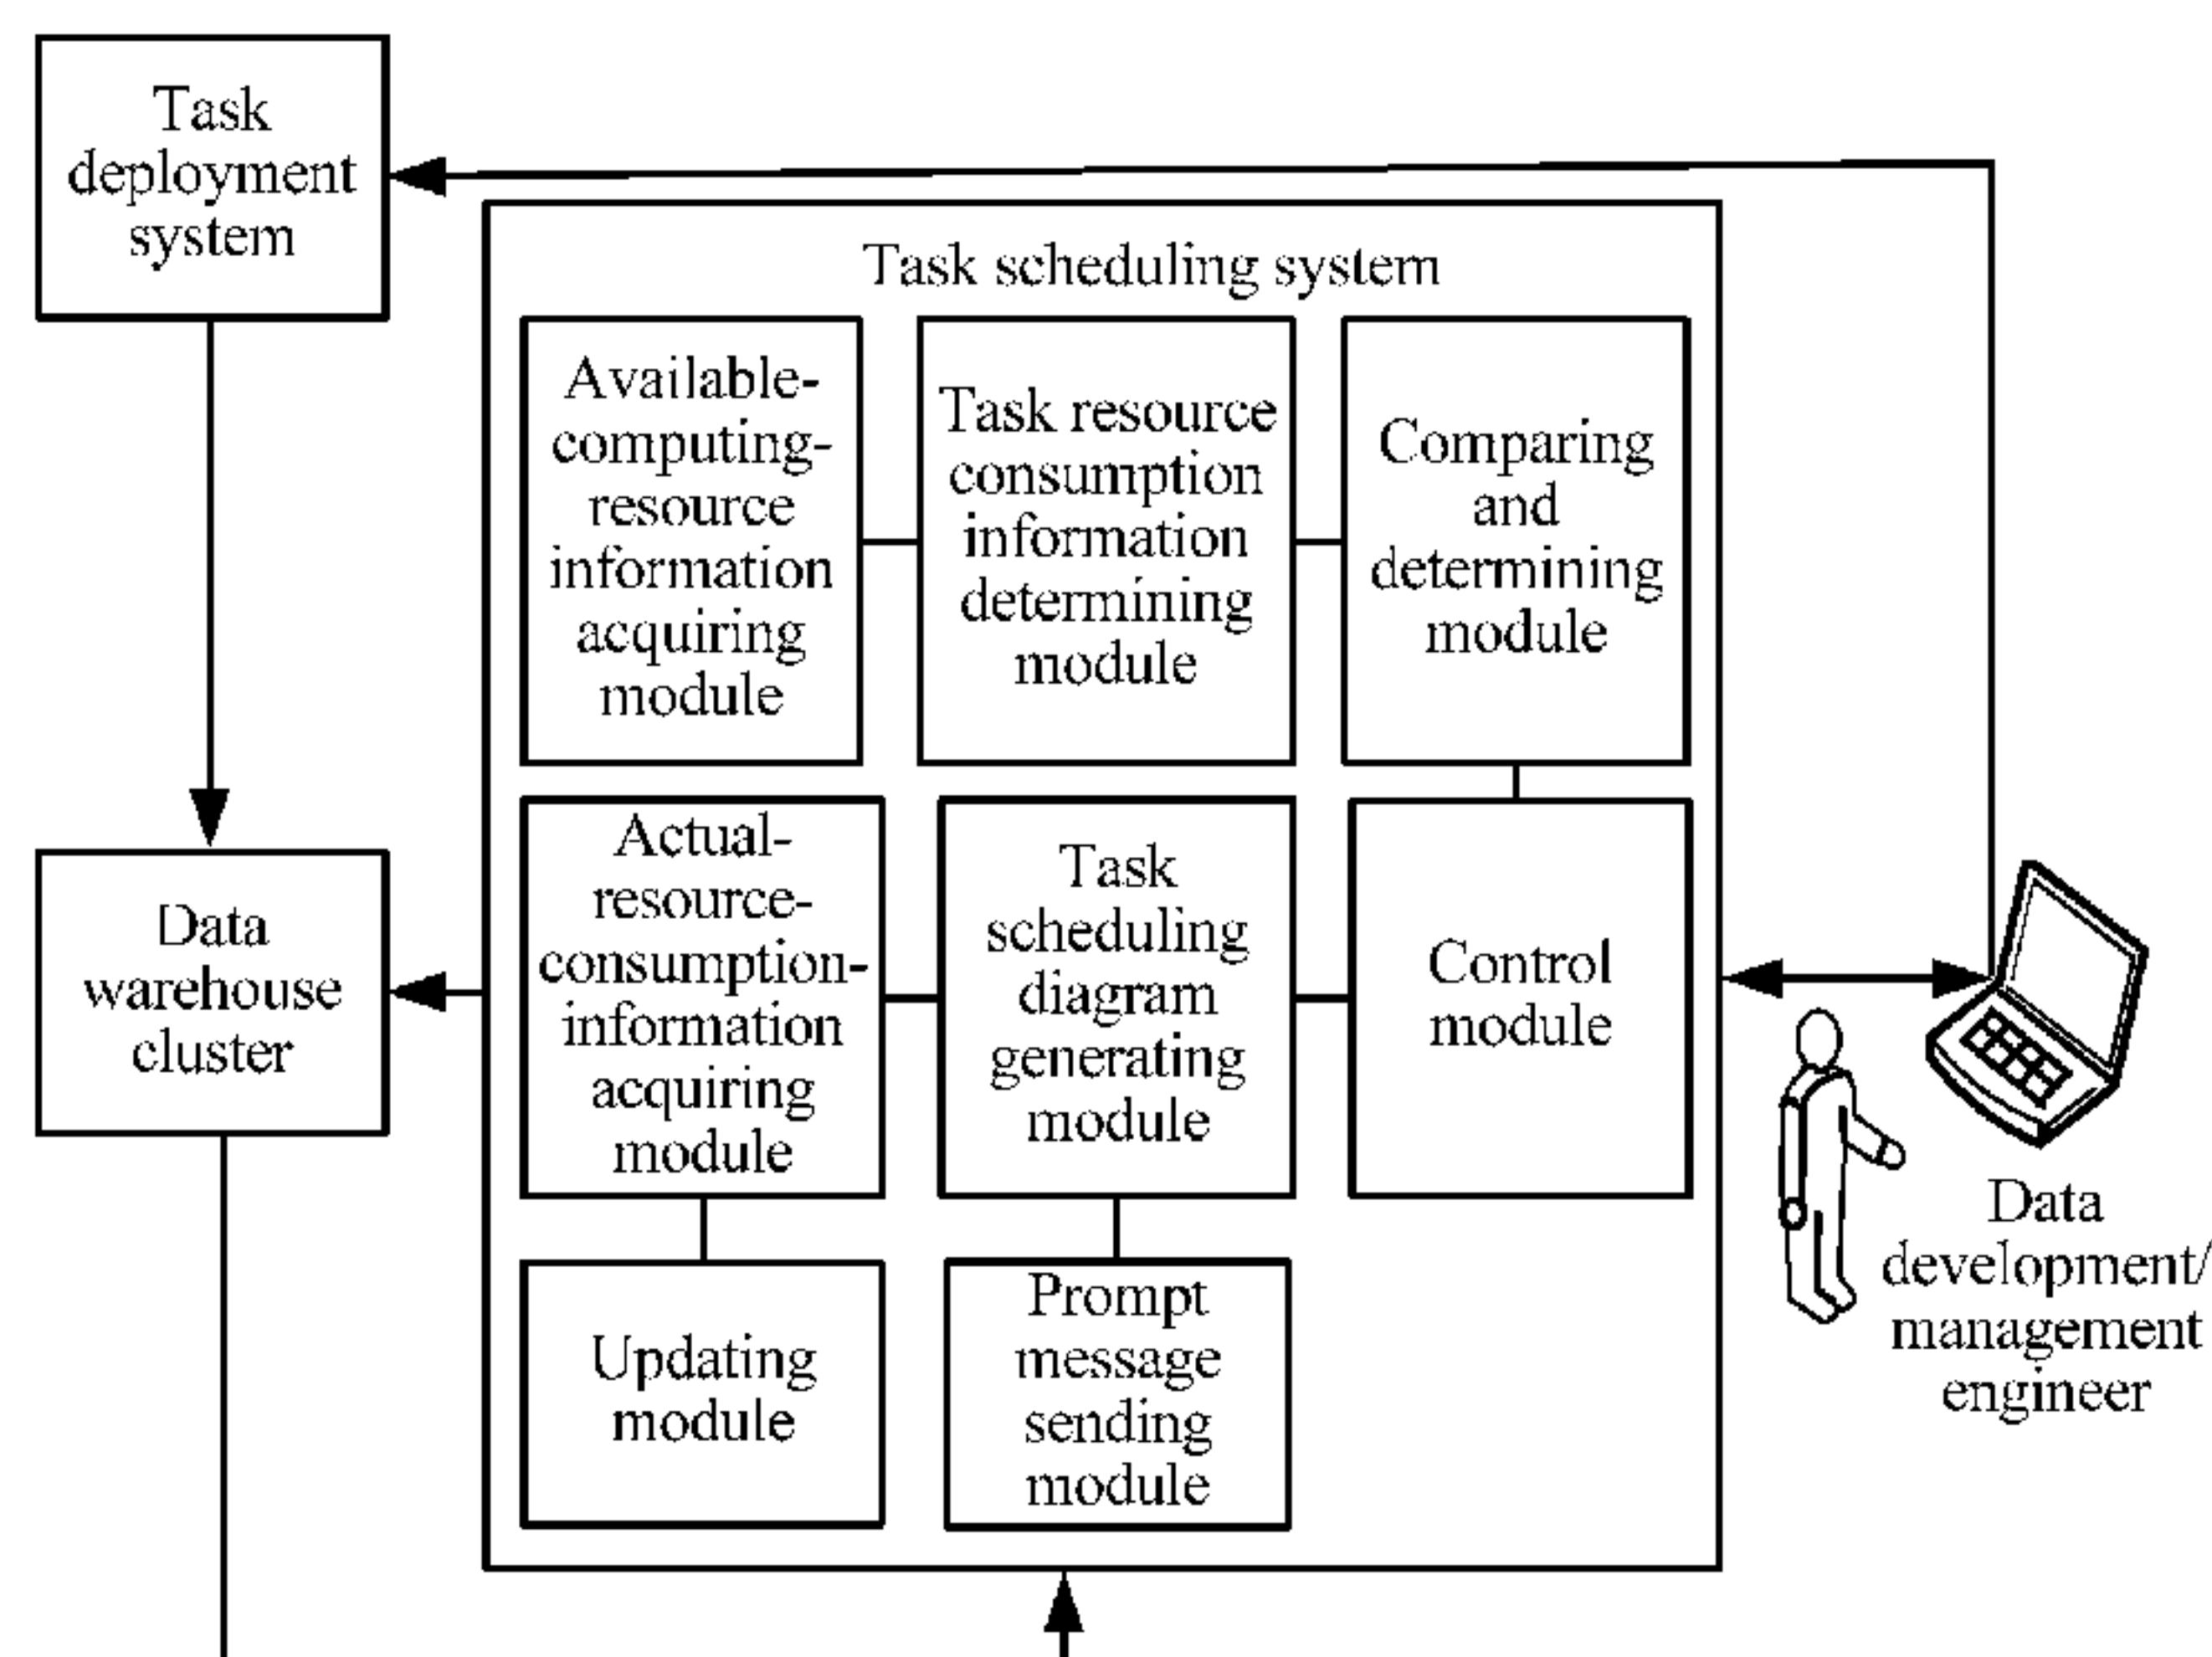 Task
deployment
system
Task scheduling system
Available-
computing-
resource
information
acquiring
module
Task resource
consumption
information
determining
module
Comparing
and
determining
module
Data
warehouse
cluster
Actual-
resource-
consumption-
information
acquiring
module
Task
scheduling
diagram
generating
module
Control
module
Updating
module
Prompt
message
sending
module
Data
development/
management
engineer